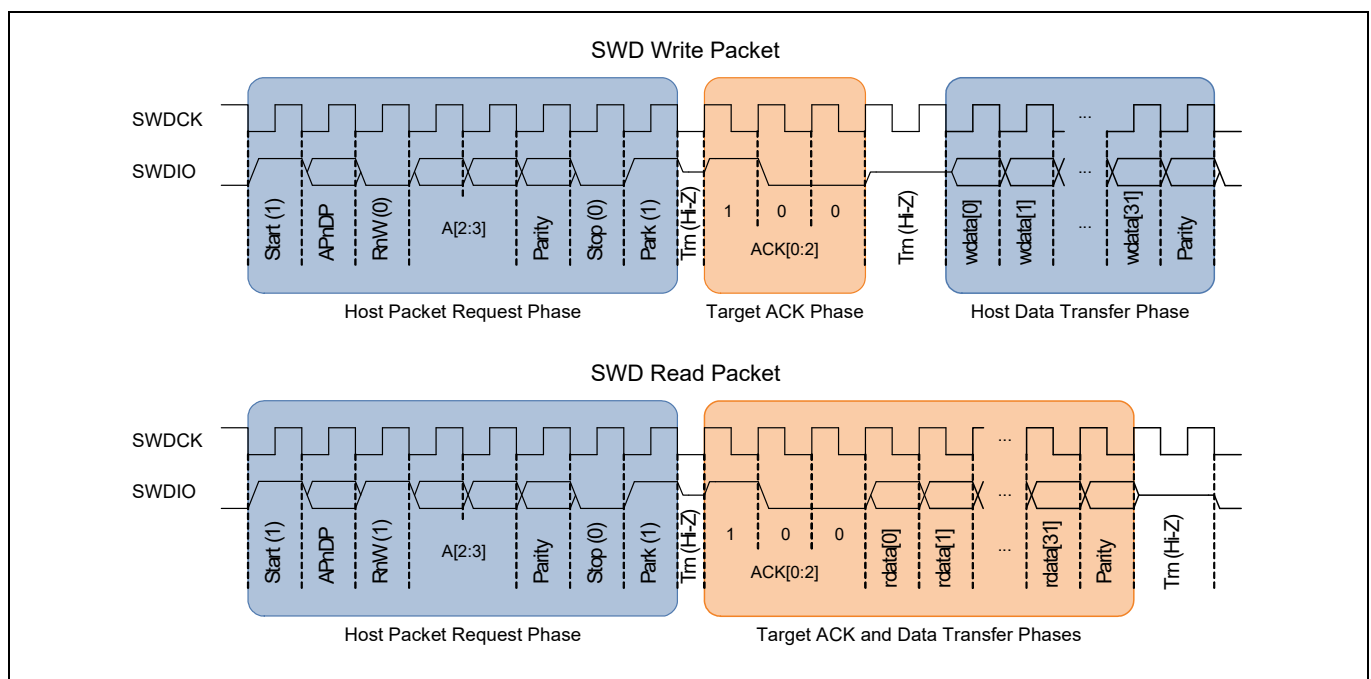 SWD Write Packet
SWDCK
...
SWDIO
Start (1)
APnDP
RnW (0)
A[2:3]
Parity
Stop (0)
Park (1)
Trn (Hi-Z)
1 0 0
ACK[0:2]
Trn (Hi-Z)
wdata[0]
wdata[1]
...
...
wdata[31]
Parity
Host Packet Request Phase Target ACK Phase Host Data Transfer Phase
SWD Read Packet
SWDCK
...
SWDIO
Start (1)
APnDP
RnW (1)
A[2:3]
Parity
Stop (0)
Park (1)
Trn (Hi-Z)
1 0 0
ACK[0:2]
rdata[0]
rdata[1]
...
...
rdata[31]
Parity
Trn (Hi-Z)
Host Packet Request Phase Target ACK and Data Transfer Phases